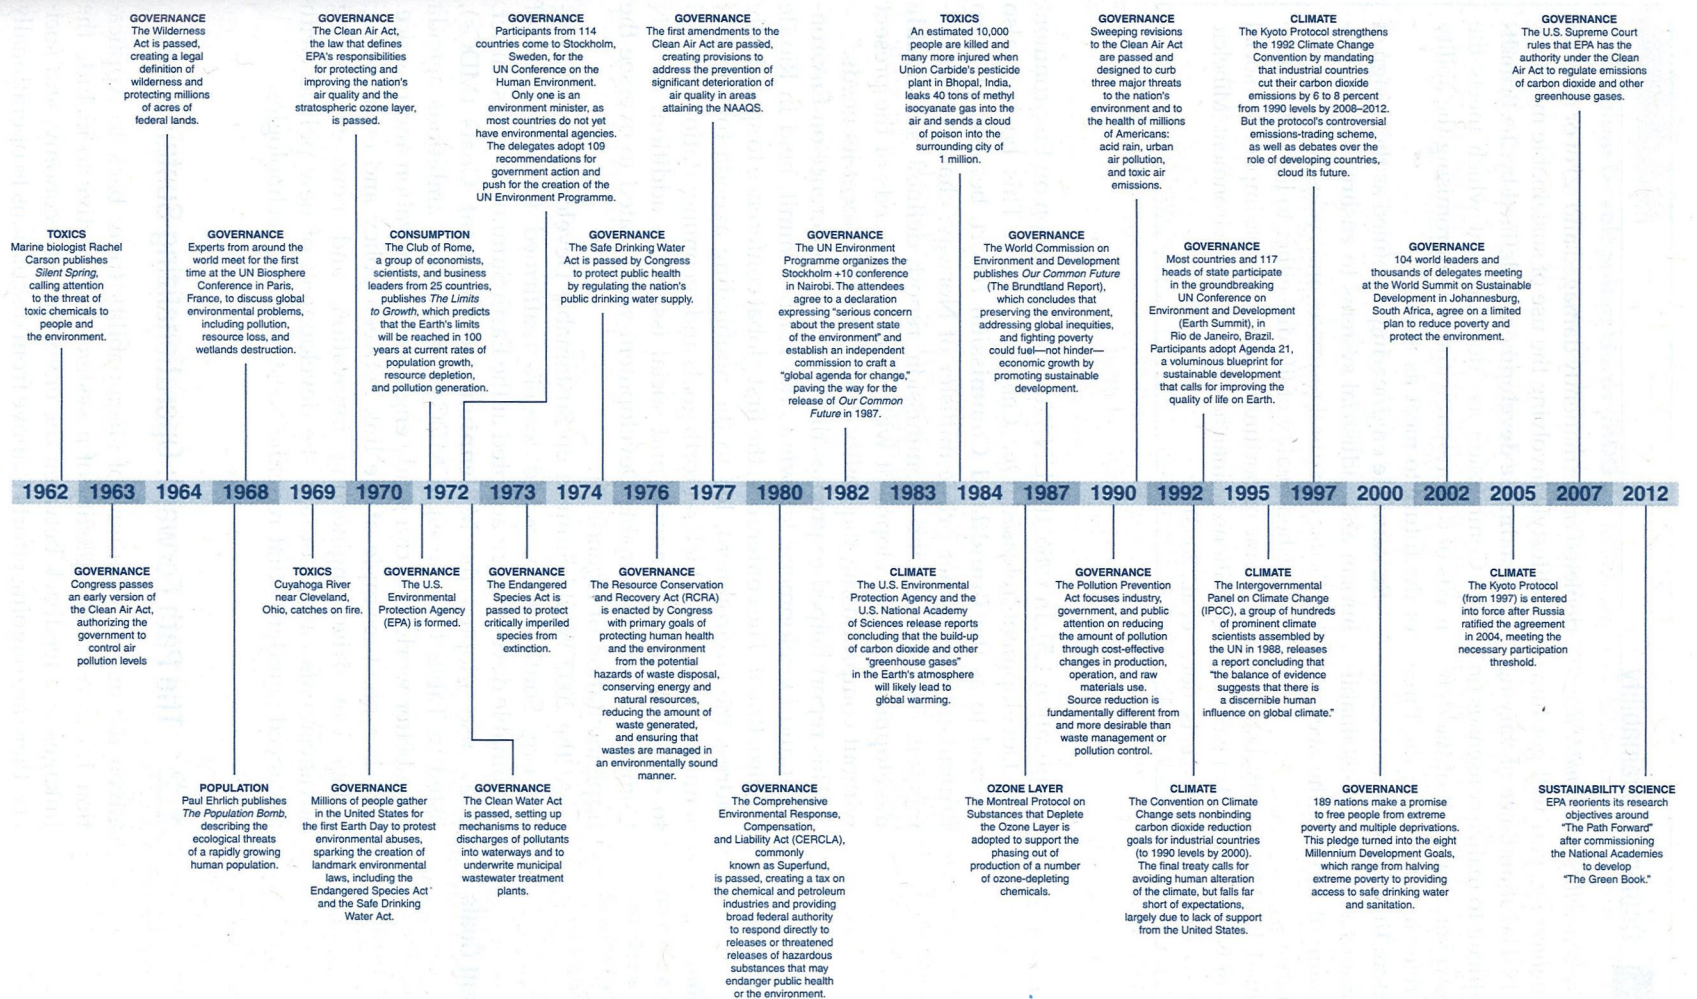 GOVERNANCE
The Wilderness
Act is passed,
creating a legal
definition of
wilderness and
protecting millions
of acres of
federal lands.
GOVERNANCE
The Clean Air Act,
the law that defines
EPA's responsibilities
for protecting and
improving the nation's
air quality and the
stratospheric ozone layer,
is passed.
GOVERNANCE
Participants from 114
countries come to Stockholm,
Sweden, for the
UN Conference on the
Human Environment.
Only one is an
environment minister, as
most countries do not yet
have environmental agencies.
The delegates adopt 109
recommendations for
government action and
push for the creation of the
UN Environment Programme.
GOVERNANCE
The first amendments to the
Clean Air Act are passed,
creating provisions to
address the prevention of
significant deterioration of
air quality in areas
attaining the NAAQS.
TOXICS
An estimated 10,000
people are killed and
many more injured when
Union Carbide's pesticide
plant in Bhopal, India,
leaks 40 tons of methyl
isocyanate gas into the
air and sends a cloud
of poison into the
surrounding city of
1 million.
GOVERNANCE
Sweeping revisions
to the Clean Air Act
are passed and
designed to curb
three major threats
to the nation's
environment and to
the health of millions
of Americans:
acid rain, urban
air pollution,
and toxic air
emissions.
CLIMATE
The Kyoto Protocol strengthens
the 1992 Climate Change
Convention by mandating
that industrial countries
cut their carbon dioxide
emissions by 6 to 8 percent
from 1990 levels by 2008–2012.
But the protocol's controversial
emissions-trading scheme,
as well as debates over the
role of developing countries,
cloud its future.
GOVERNANCE
The U.S. Supreme Court
rules that EPA has the
authority under the Clean
Air Act to regulate emissions
of carbon dioxide and other
greenhouse gases.
TOXICS
Marine biologist Rachel
Carson publishes
Silent Spring,
calling attention
to the threat of
toxic chemicals to
people and
the environment.
GOVERNANCE
Experts from around the
world meet for the first
time at the UN Biosphere
Conference in Paris,
France, to discuss global
environmental problems,
including pollution,
resource loss, and
wetlands destruction.
CONSUMPTION
The Club of Rome,
a group of economists,
scientists, and business
leaders from 25 countries,
publishes The Limits
to Growth, which predicts
that the Earth's limits
will be reached in 100
years at current rates of
population growth,
resource depletion,
and pollution generation.
GOVERNANCE
The Safe Drinking Water
Act is passed by Congress
to protect public health
by regulating the nation's
public drinking water supply.
GOVERNANCE
The UN Environment
Programme organizes the
Stockholm +10 conference
in Nairobi. The attendees
agree to a declaration
expressing "serious concern
about the present state
of the environment" and
establish an independent
commission to craft a
"global agenda for change,"
paving the way for the
release of Our Common
Future in 1987.
GOVERNANCE
The World Commission on
Environment and Development
publishes Our Common Future
(The Brundtland Report),
which concludes that
preserving the environment,
addressing global inequities,
and fighting poverty
could fuel—not hinder—
economic growth by
promoting sustainable
development.
GOVERNANCE
Most countries and 117
heads of state participate
in the groundbreaking
UN Conference on
Environment and Development
(Earth Summit), in
Rio de Janeiro, Brazil.
Participants adopt Agenda 21,
a voluminous blueprint for
sustainable development
that calls for improving the
quality of life on Earth.
GOVERNANCE
104 world leaders and
thousands of delegates meeting
at the World Summit on Sustainable
Development in Johannesburg,
South Africa, agree on a limited
plan to reduce poverty and
protect the environment.
1962 1963 1964 1968 1969 1970 1972 1973 1974 1976 1977 1980 1982 1983 1984 1987 1990 1992 1995 1997 2000 2002 2005 2007 2012
GOVERNANCE
Congress passes
an early version of
the Clean Air Act,
authorizing the
government to
control air
pollution levels
TOXICS
Cuyahoga River
near Cleveland,
Ohio, catches on fire.
GOVERNANCE
The U.S.
Environmental
Protection Agency
(EPA) is formed.
GOVERNANCE
The Endangered
Species Act is
passed to protect
critically imperiled
species from
extinction.
GOVERNANCE
The Resource Conservation
and Recovery Act (RCRA)
is enacted by Congress
with primary goals of
protecting human health
and the environment
from the potential
hazards of waste disposal,
conserving energy and
natural resources,
reducing the amount of
waste generated,
and ensuring that
wastes are managed in
an environmentally sound
manner.
CLIMATE
The U.S. Environmental
Protection Agency and the
U.S. National Academy
of Sciences release reports
concluding that the build-up
of carbon dioxide and other
"greenhouse gases"
in the Earth's atmosphere
will likely lead to
global warming.
GOVERNANCE
The Pollution Prevention
Act focuses industry,
government, and public
attention on reducing
the amount of pollution
through cost-effective
changes in production,
operation, and raw
materials use.
Source reduction is
fundamentally different from
and more desirable than
waste management or
pollution control.
CLIMATE
The Intergovernmental
Panel on Climate Change
(IPCC), a group of hundreds
of prominent climate
scientists assembled by
the UN in 1988, releases
a report concluding that
"the balance of evidence
suggests that there is
a discernible human
influence on global climate."
CLIMATE
The Kyoto Protocol
(from 1997) is entered
into force after Russia
ratified the agreement
in 2004, meeting the
necessary participation
threshold.
POPULATION
Paul Ehrlich publishes
The Population Bomb,
describing the
ecological threats
of a rapidly growing
human population.
GOVERNANCE
Millions of people gather
in the United States for
the first Earth Day to protest
environmental abuses,
sparking the creation of
landmark environmental
laws, including the
Endangered Species Act
and the Safe Drinking
Water Act.
GOVERNANCE
The Clean Water Act
is passed, setting up
mechanisms to reduce
discharges of pollutants
into waterways and to
underwrite municipal
wastewater treatment
plants.
GOVERNANCE
The Comprehensive
Environmental Response,
Compensation,
and Liability Act (CERCLA),
commonly
known as Superfund,
is passed, creating a tax on
the chemical and petroleum
industries and providing
broad federal authority
to respond directly to
releases or threatened
releases of hazardous
substances that may
endanger public health
or the environment.
OZONE LAYER
The Montreal Protocol on
Substances that Deplete
the Ozone Layer is
adopted to support the
phasing out of
production of a number
of ozone-depleting
chemicals.
CLIMATE
The Convention on Climate
Change sets nonbinding
carbon dioxide reduction
goals for industrial countries
(to 1990 levels by 2000).
The final treaty calls for
avoiding human alteration
of the climate, but falls far
short of expectations,
largely due to lack of support
from the United States.
GOVERNANCE
189 nations make a promise
to free people from extreme
poverty and multiple deprivations.
This pledge turned into the eight
Millennium Development Goals,
which range from halving
extreme poverty to providing
access to safe drinking water
and sanitation.
SUSTAINABILITY SCIENCE
EPA reorients its research
objectives around
"The Path Forward"
after commissioning
the National Academies
to develop
"The Green Book."